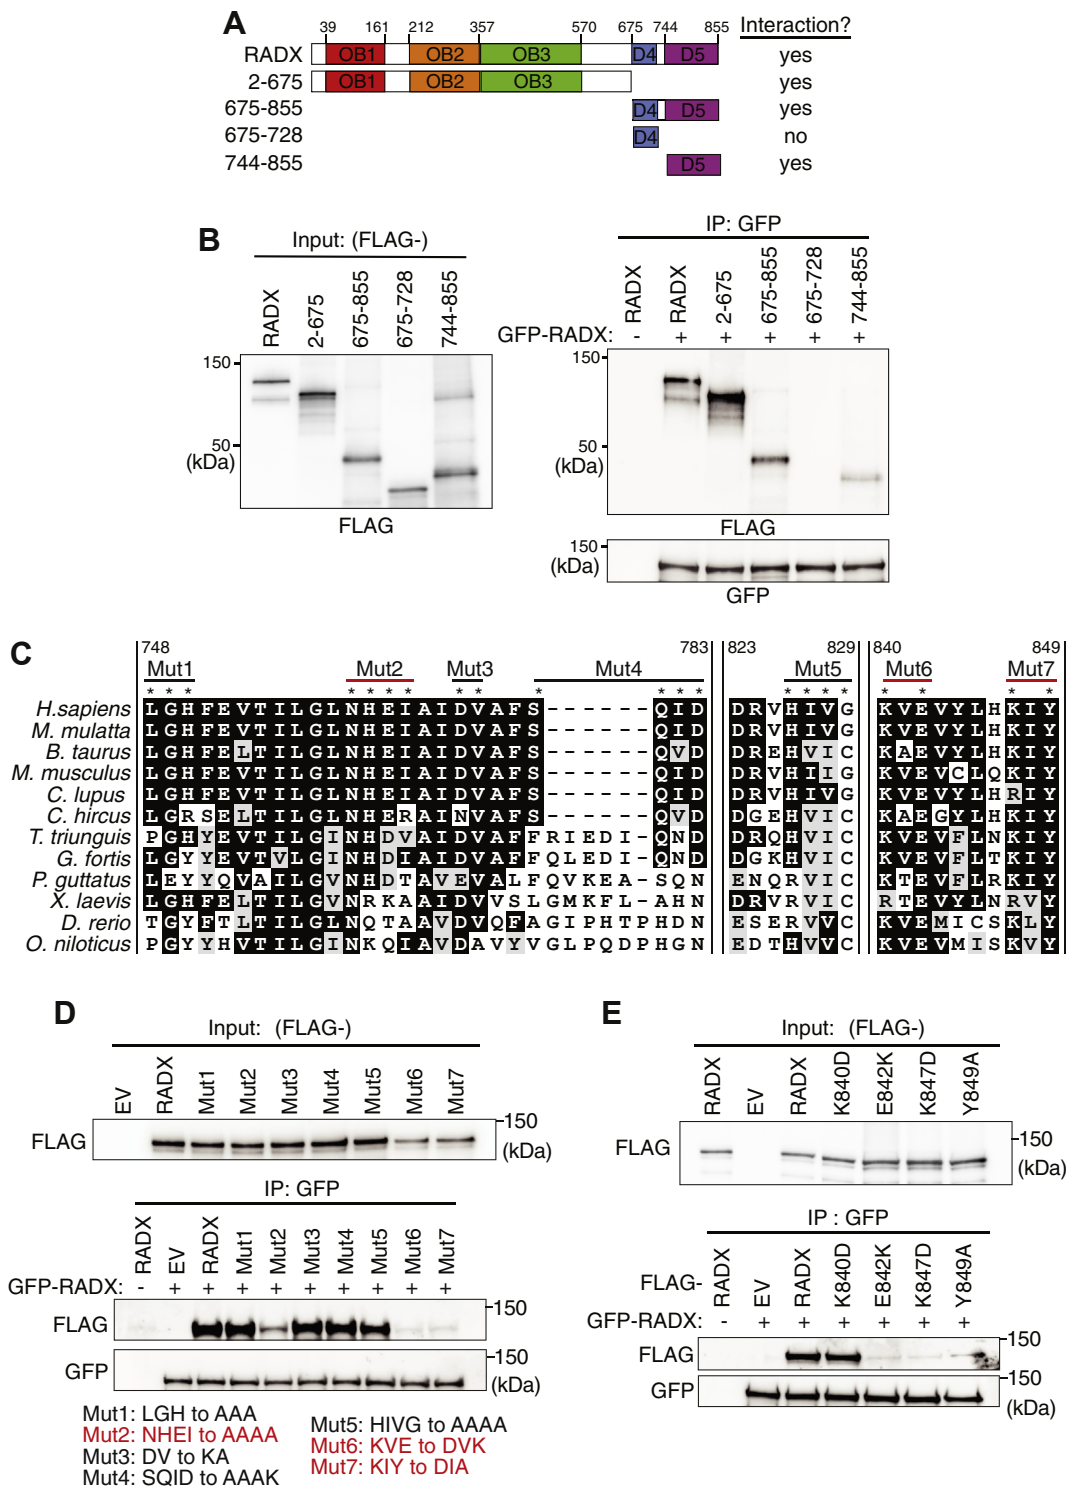 A
39 161 212 357 570 675 744 855 Interaction?
RADX OB1 OB2 OB3 D4 D5 yes
2-675 OB1 OB2 OB3 yes
675-855 D4 D5 yes
675-728 D4 no
744-855 D5 yes
B
Input: (FLAG-)
RADX 2-675 675-855 675-728 744-855
150
50
(kDa)
FLAG
IP: GFP
RADX RADX 2-675 675-855 675-728 744-855
GFP-RADX: - + + + + +
150
50
(kDa)
FLAG
150
(kDa)
GFP
C
748 783 823 829 840 849
Mut1 Mut2 Mut3 Mut4 Mut5 Mut6 Mut7
* * * * * * * * * * * * * * * * * * * * *
H.sapiens LGHFEVTILGLNHEIAIDVAFS------QID DRVHIVG KVEVYLHKIY
M. mulatta LGHFEVTILGLNHEIAIDVAFS------QID DRVHIVG KVEVYLHKIY
B. taurus LGHFELTILGLNHEIAIDVAFS------QVD DREHVIC KAEVYLHKIY
M. musculus LGHFEVTILGLNHEIAIDVAFS------QID DRVHIIG KVEVCLQKIY
C. lupus LGHFEVTILGLNHEIAIDVAFS------QID DRVHIVG KVEVYLHRIY
C. hircus LGRSELTILGLNHERAINVAFS------QVD DGEHVIC KAEGYLHKIY
T. triunguis PGHYEVTILGINHDVAIDVAFFRIEDI-QND DRQHVIC KVEVFLNKIY
G. fortis LGYYEVTVLGINHDIAIDVAFFQLEDI-QND DGKHVIC KVEVFLTKIY
P. guttatus LEYYQVAILGVNHDTAVEVALFQVKEA-SQN ENQRVIC KTEVFLRKIY
X. laevis LGHFELTILGVNRKAAIDVVSLGMKFL-AHN DRVRVIC RTEVYLNRVY
D. rerio TGYFTLTILGLNQTAAVDVQFAGIPHTPHDN ESERVVC KVEMICSKLY
O. niloticus PGYYHVTILGINKQIAVDAVYVGLPQDPHGN EDTHVVC KVEVMISKVY
D
Input: (FLAG-)
EV RADX Mut1 Mut2 Mut3 Mut4 Mut5 Mut6 Mut7
FLAG 150
(kDa)
IP: GFP
RADX EV RADX Mut1 Mut2 Mut3 Mut4 Mut5 Mut6 Mut7
GFP-RADX: - + + + + + + + + +
FLAG 150
GFP 150
(kDa)
Mut1: LGH to AAA
Mut2: NHEI to AAAA
Mut3: DV to KA
Mut4: SQID to AAAK
Mut5: HIVG to AAAA
Mut6: KVE to DVK
Mut7: KIY to DIA
E
Input: (FLAG-)
RADX EV RADX K840D E842K K847D Y849A
FLAG 150
(kDa)
IP : GFP
FLAG- RADX EV RADX K840D E842K K847D Y849A
GFP-RADX: - + + + + + +
FLAG 150
GFP 150
(kDa)